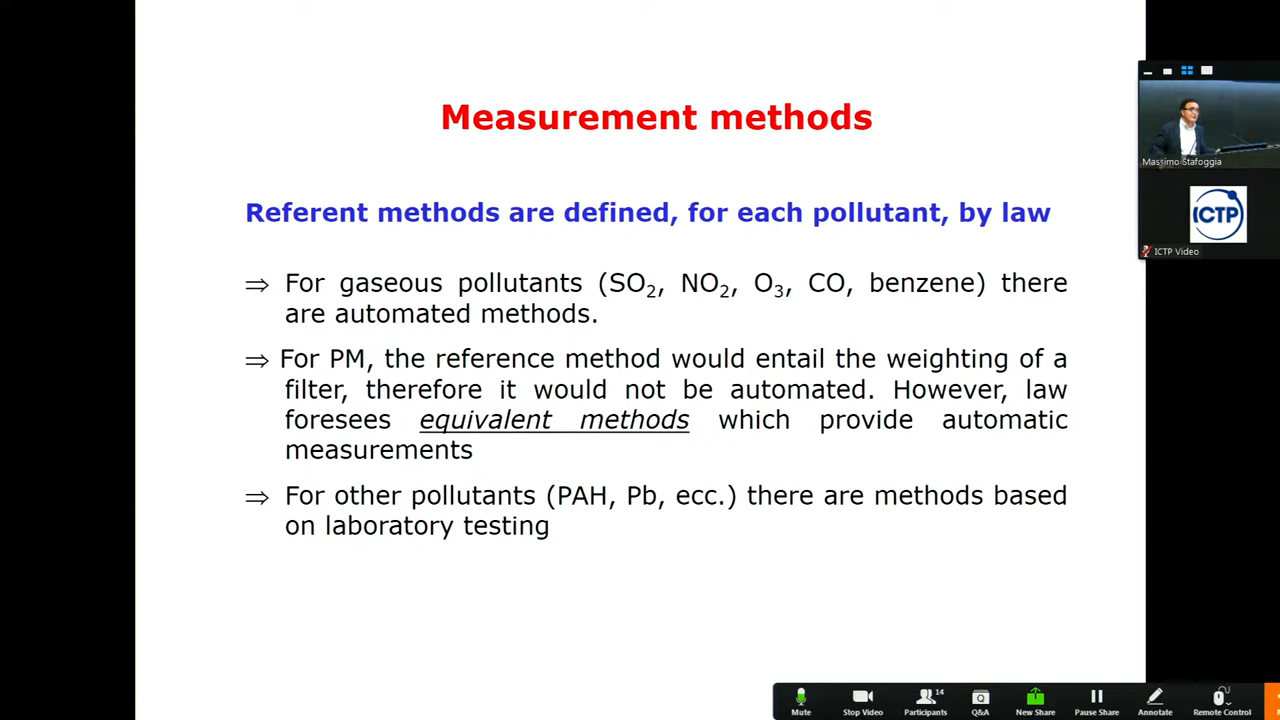 Measurement methods
Referent methods are defined, for each pollutant, by law
⇒ For gaseous pollutants (SO₂, NO₂, O₃, CO, benzene) there
are automated methods.
⇒ For PM, the reference method would entail the weighting of a
filter, therefore it would not be automated. However, law
foresees equivalent methods which provide automatic
measurements
⇒ For other pollutants (PAH, Pb, ecc.) there are methods based
on laboratory testing
Massimo Stafoggia
ICTP
ICTP Video
Mute
Stop Video
14
Participants
Q&A
New Share
Pause Share
Annotate
Remote Control